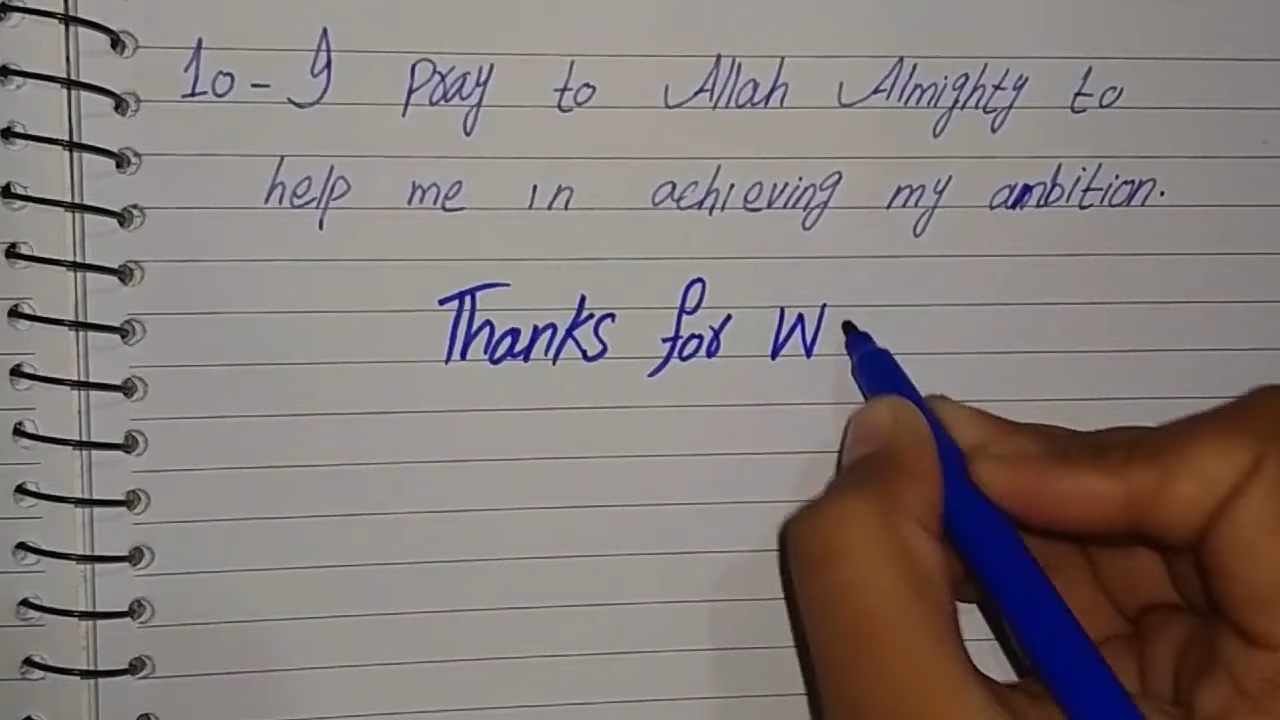 10- I Pray to Allah Almighty to
help me in achieving my ambition.
Thanks for W